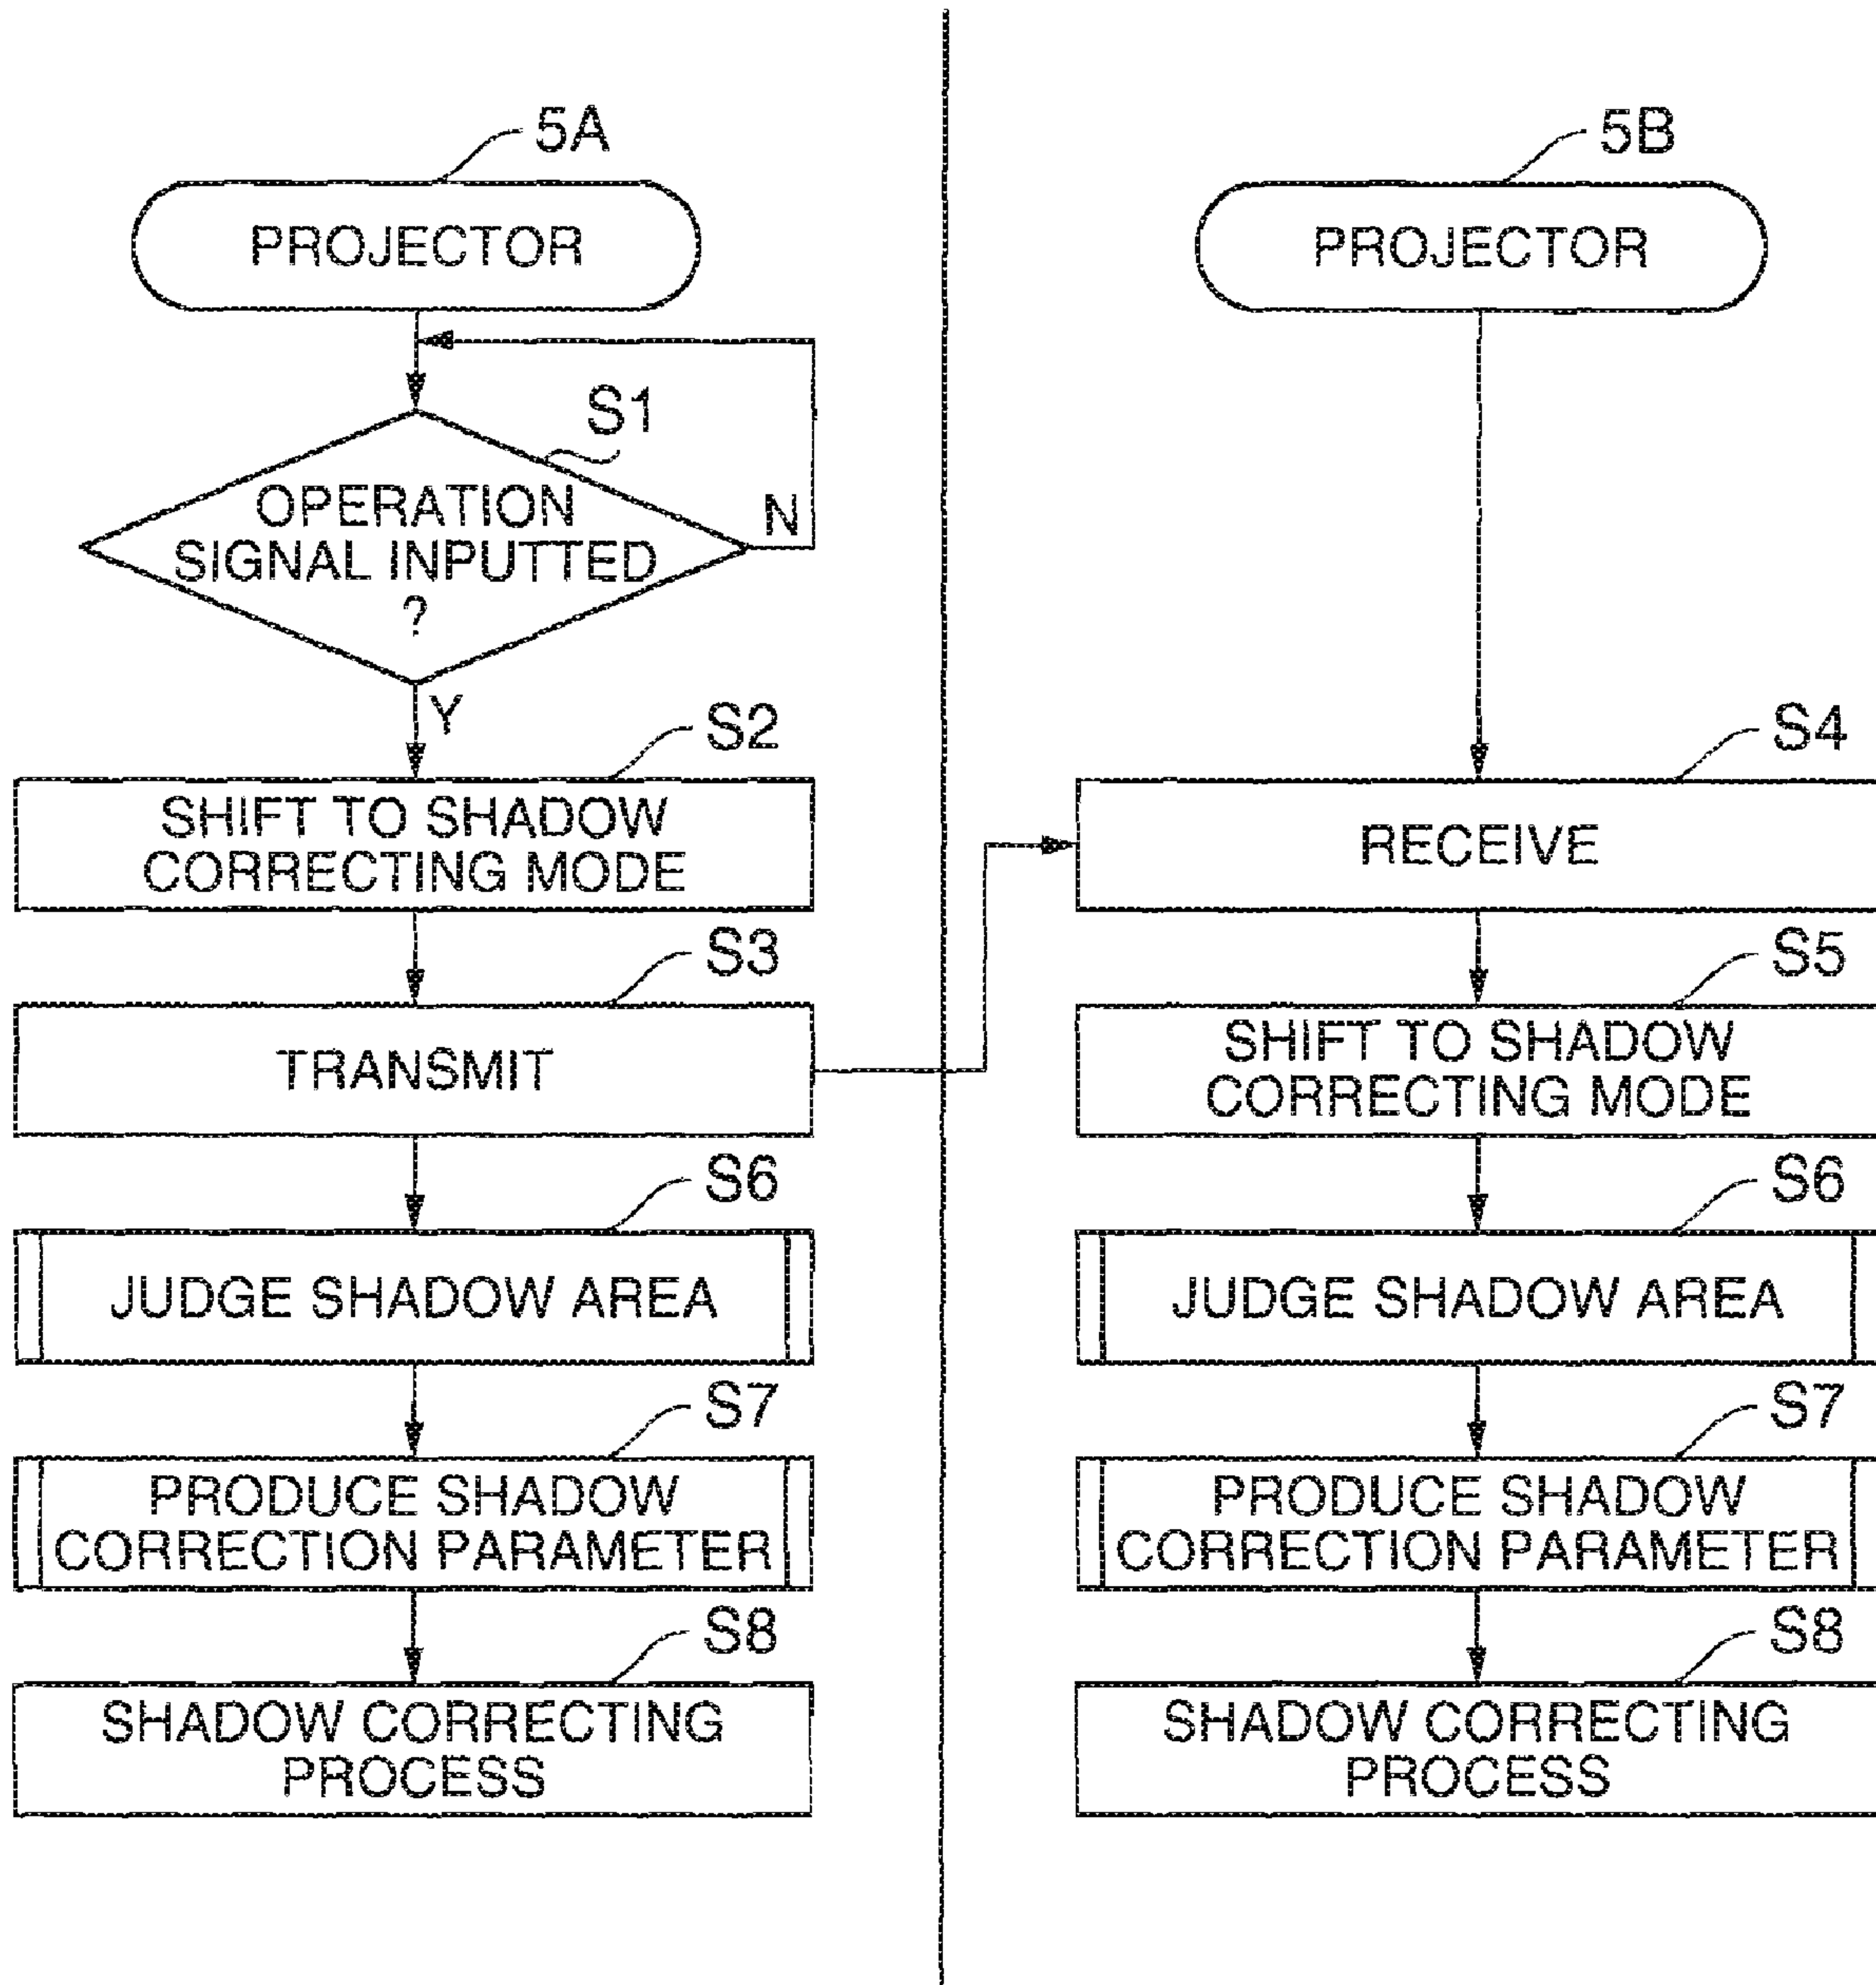 5A
PROJECTOR
S1
OPERATION
SIGNAL INPUTTED
?
N
Y
S2
SHIFT TO SHADOW
CORRECTING MODE
S3
TRANSMIT
S6
JUDGE SHADOW AREA
S7
PRODUCE SHADOW
CORRECTION PARAMETER
S8
SHADOW CORRECTING
PROCESS
5B
PROJECTOR
S4
RECEIVE
S5
SHIFT TO SHADOW
CORRECTING MODE
S6
JUDGE SHADOW AREA
S7
PRODUCE SHADOW
CORRECTION PARAMETER
S8
SHADOW CORRECTING
PROCESS